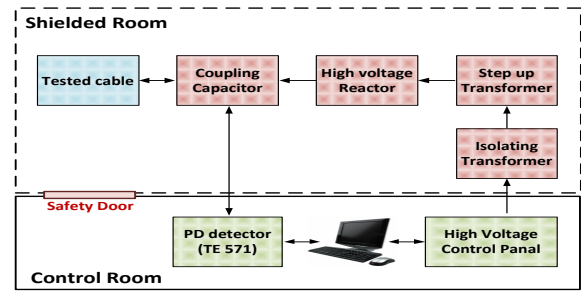 Shielded Room
Tested cable
Coupling
Capacitor
High voltage
Reactor
Step up
Transformer
Isolating
Transformer
Safety Door
PD detector
(TE 571)
High Voltage
Control Panel
Control Room